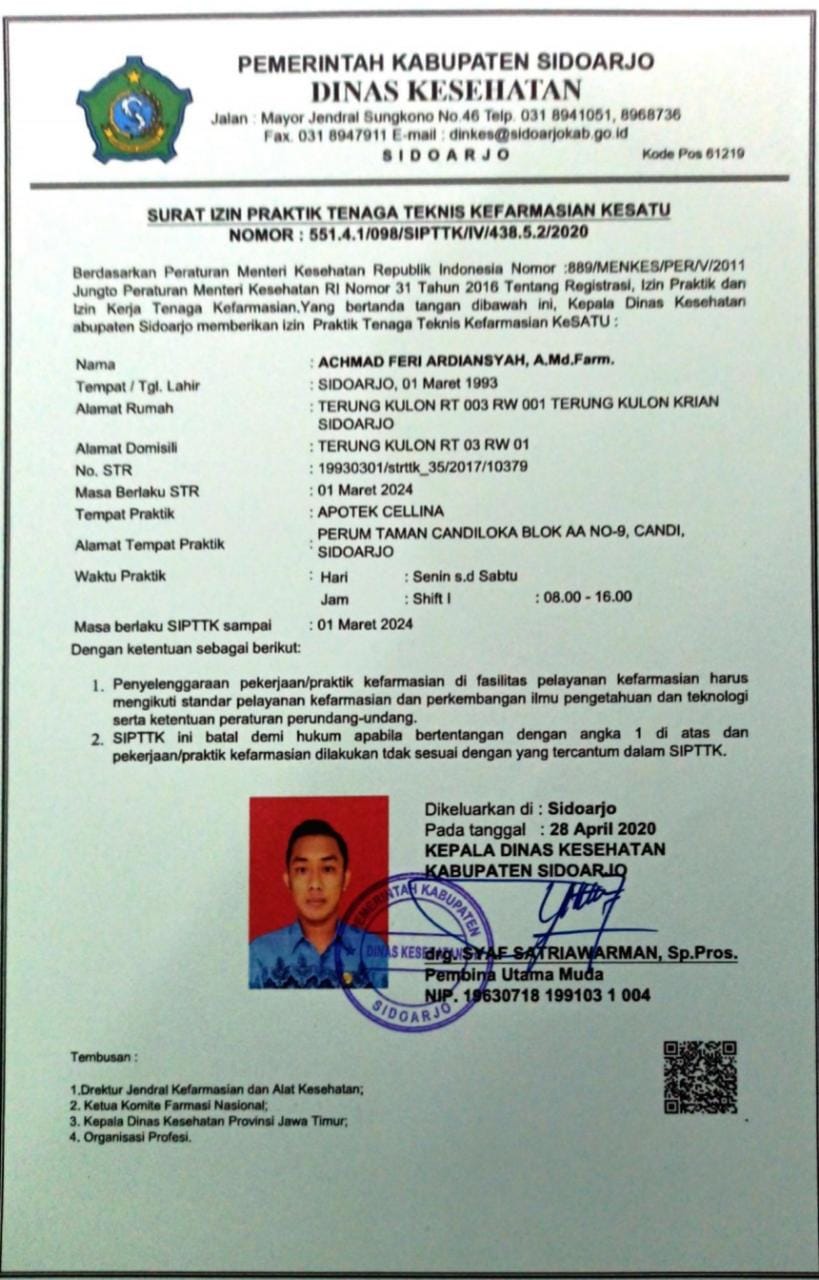 PEMERINTAH KABUPATEN SIDOARJO
DINAS KESEHATAN
Jalan : Mayor Jendral Sungkono No.46 Telp. 031 8941051, 8968736
Fax. 031 8947911 E-mail : dinkes@sidoarjokab.go.id
S I D O A R J O Kode Pos 61219
SURAT IZIN PRAKTIK TENAGA TEKNIS KEFARMASIAN KESATU
NOMOR : 551.4.1/098/SIPTTK/IV/438.5.2/2020
Berdasarkan Peraturan Menteri Kesehatan Republik Indonesia Nomor :889/MENKES/PER/V/2011
Jungto Peraturan Menteri Kesehatan RI Nomor 31 Tahun 2016 Tentang Registrasi, Izin Praktik dan
Izin Kerja Tenaga Kefarmasian.Yang bertanda tangan dibawah ini, Kepala Dinas Kesehatan
abupaten Sidoarjo memberikan izin Praktik Tenaga Teknis Kefarmasian KeSATU :
Nama : ACHMAD FERI ARDIANSYAH, A.Md.Farm.
Tempat / Tgl. Lahir : SIDOARJO, 01 Maret 1993
Alamat Rumah : TERUNG KULON RT 003 RW 001 TERUNG KULON KRIAN
SIDOARJO
Alamat Domisili : TERUNG KULON RT 03 RW 01
No. STR : 19930301/strttk_35/2017/10379
Masa Berlaku STR : 01 Maret 2024
Tempat Praktik : APOTEK CELLINA
Alamat Tempat Praktik : PERUM TAMAN CANDILOKA BLOK AA NO-9, CANDI,
SIDOARJO
Waktu Praktik : Hari : Senin s.d Sabtu
Jam : Shift I : 08.00 - 16.00
Masa berlaku SIPTTK sampai : 01 Maret 2024
Dengan ketentuan sebagai berikut:
1. Penyelenggaraan pekerjaan/praktik kefarmasian di fasilitas pelayanan kefarmasian harus
mengikuti standar pelayanan kefarmasian dan perkembangan ilmu pengetahuan dan teknologi
serta ketentuan peraturan perundang-undang.
2. SIPTTK ini batal demi hukum apabila bertentangan dengan angka 1 di atas dan
pekerjaan/praktik kefarmasian dilakukan tdak sesuai dengan yang tercantum dalam SIPTTK.
Dikeluarkan di : Sidoarjo
Pada tanggal : 28 April 2020
KEPALA DINAS KESEHATAN
KABUPATEN SIDOARJO
PEMERINTAH KABUPATEN
DINAS KESEHATAN
SIDOARJO
drg. SYAF SATRIAWARMAN, Sp.Pros.
Pembina Utama Muda
NIP. 19630718 199103 1 004
Tembusan :
1.Drektur Jendral Kefarmasian dan Alat Kesehatan;
2. Ketua Komite Farmasi Nasional;
3. Kepala Dinas Kesehatan Provinsi Jawa Timur;
4. Organisasi Profesi.